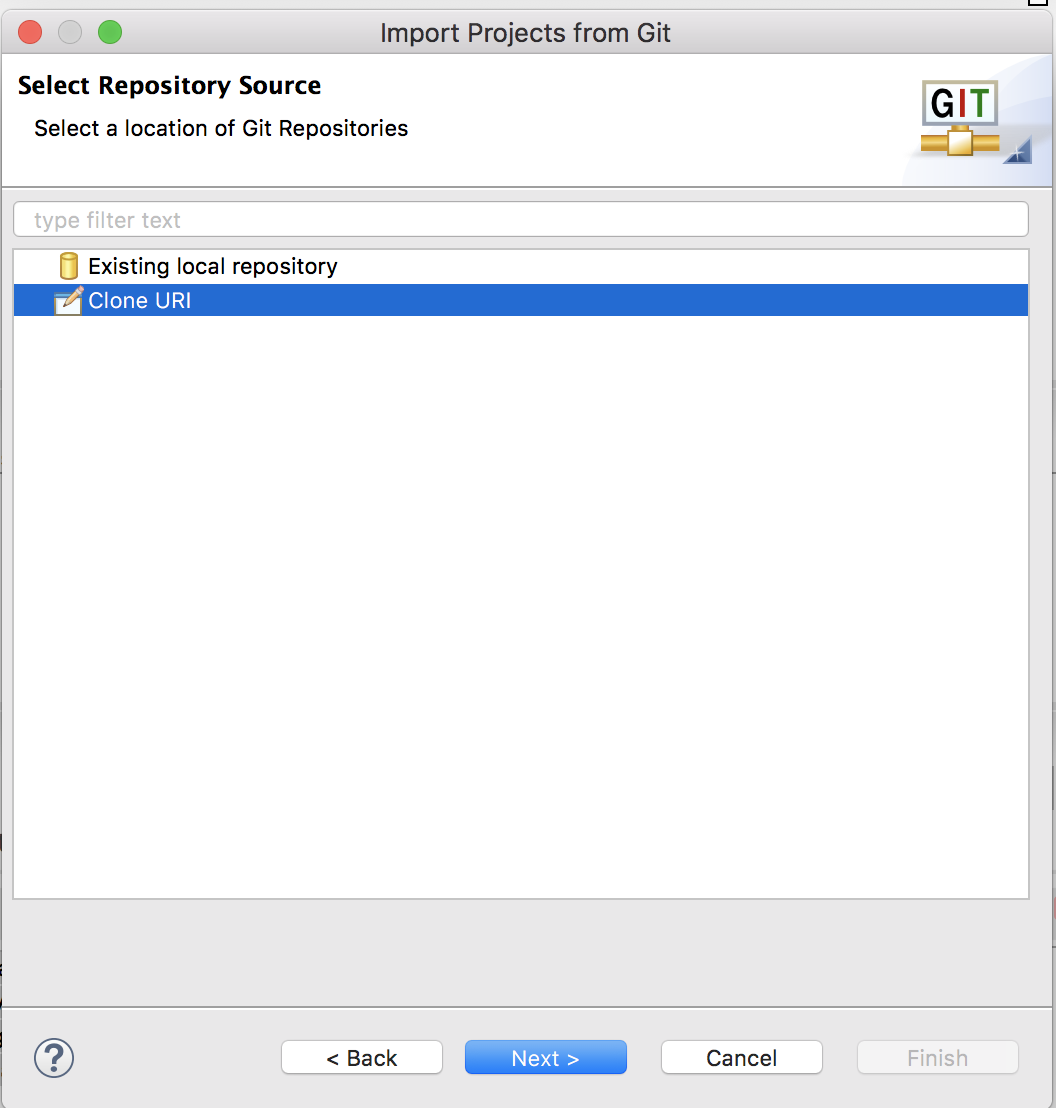 Import Projects from Git
Select Repository Source
Select a location of Git Repositories
GIT
type filter text
Existing local repository
Clone URI
?
< Back
Next >
Cancel
Finish